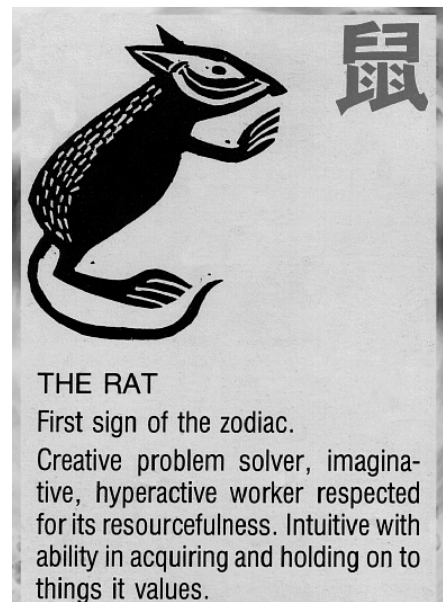 鼠
THE RAT
First sign of the zodiac.
Creative problem solver, imagina-
tive, hyperactive worker respected
for its resourcefulness. Intuitive with
ability in acquiring and holding on to
things it values.